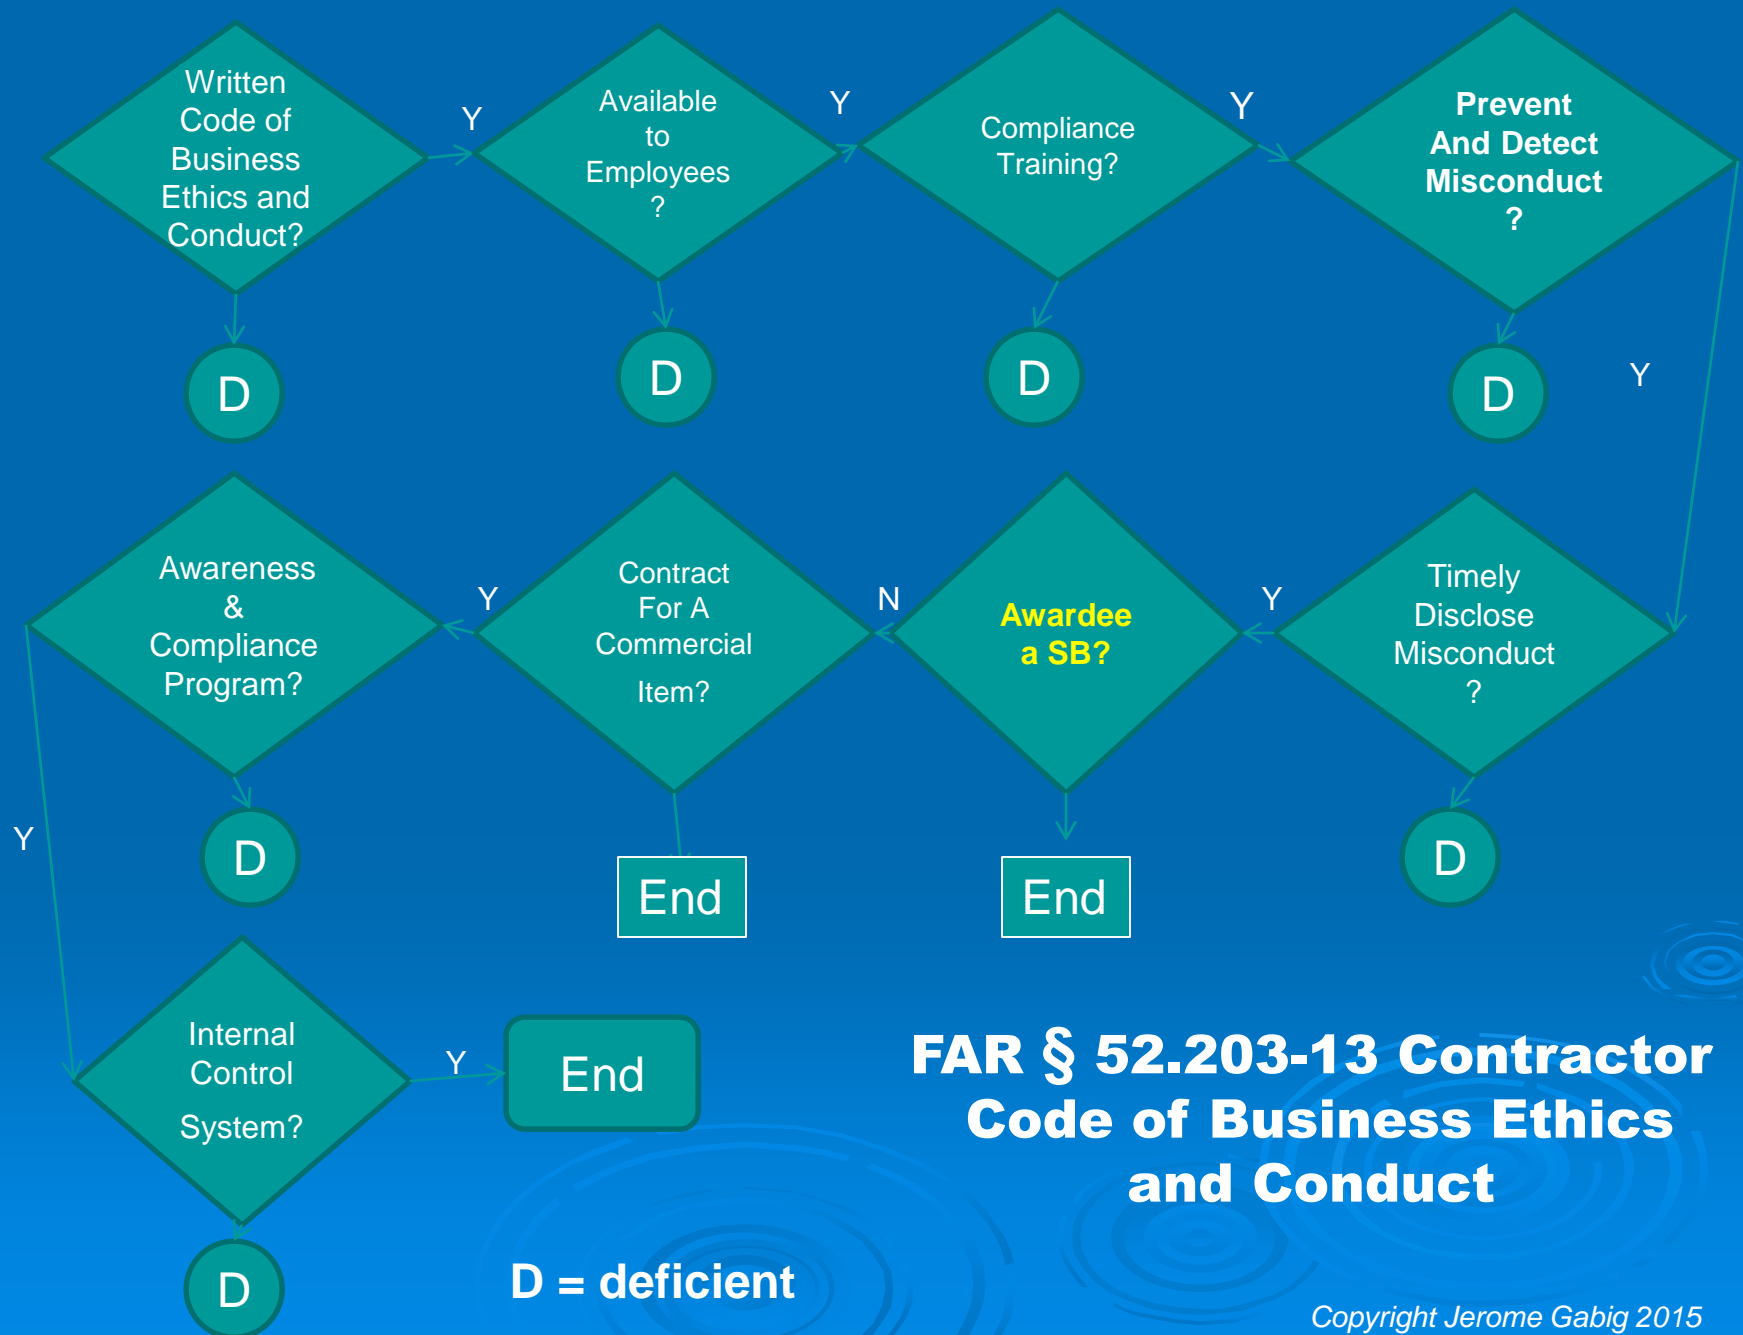 Written
Code of
Business
Ethics and
Conduct?
Y
Available
to
Employees
?
Y
Compliance
Training?
Y
Prevent
And Detect
Misconduct
?
D
D
D
D
Y
Awareness
&
Compliance
Program?
Y
Contract
For A
Commercial
Item?
N
Awardee
a SB?
Y
Timely
Disclose
Misconduct
?
Y
D
End
End
D
Internal
Control
System?
Y
End
FAR § 52.203-13 Contractor
Code of Business Ethics
and Conduct
D
D = deficient
Copyright Jerome Gabig 2015